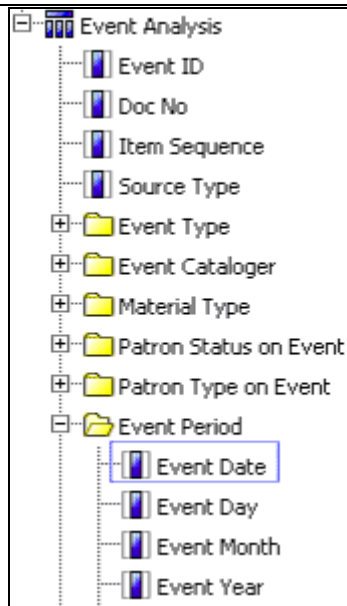 Event Analysis
Event ID
Doc No
Item Sequence
Source Type
Event Type
Event Cataloger
Material Type
Patron Status on Event
Patron Type on Event
Event Period
Event Date
Event Day
Event Month
Event Year